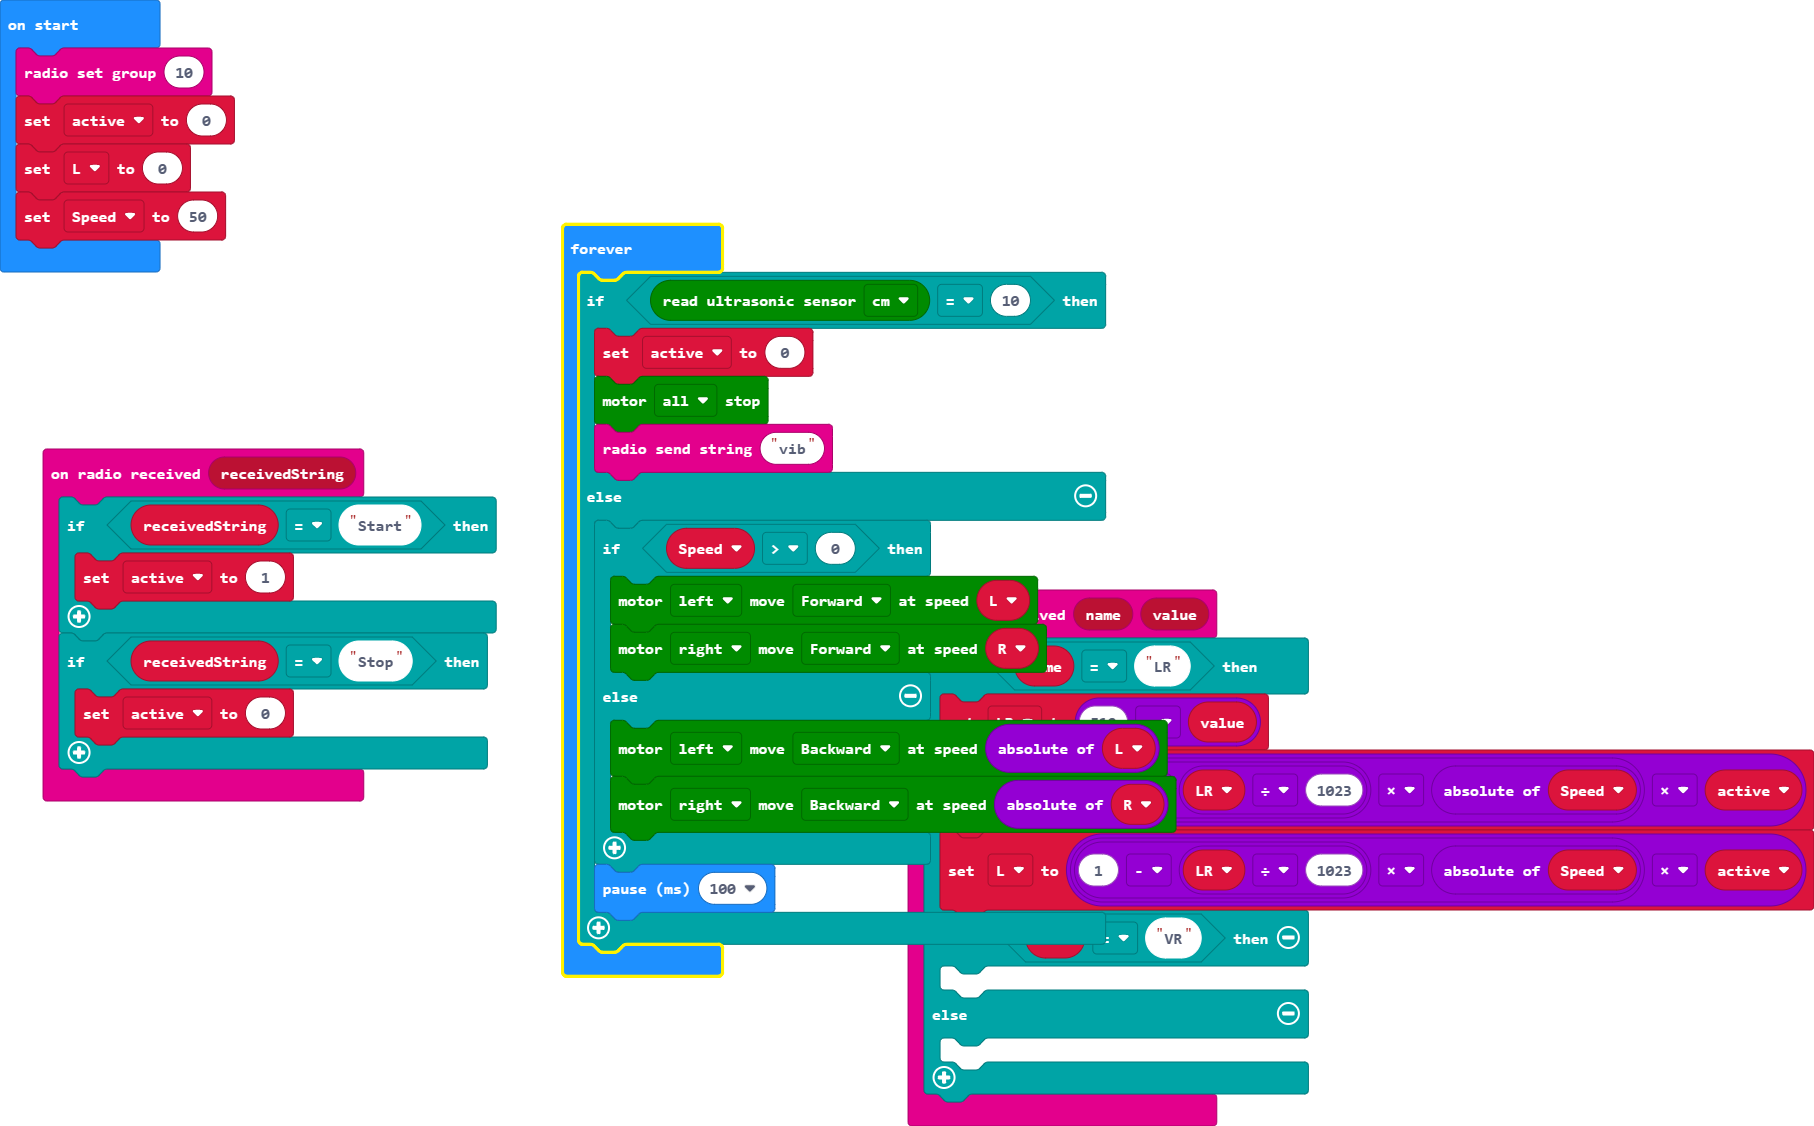 on start
radio set group 10
set active to 0
set L to 0
set Speed to 50
on radio received receivedString
if receivedString = "Start" then
set active to 1
if receivedString = "Stop" then
set active to 0
forever
if read ultrasonic sensor cm = 10 then
set active to 0
motor all stop
radio send string "vib"
else
if Speed > 0 then
motor left move Forward at speed L
motor right move Forward at speed R
else
motor left move Backward at speed absolute of L
motor right move Backward at speed absolute of R
pause (ms) 100
name value
= "LR" then
value
LR ÷ 1023 × absolute of Speed × active
set L to 1 - LR ÷ 1023 × absolute of Speed × active
= "VR" then
else